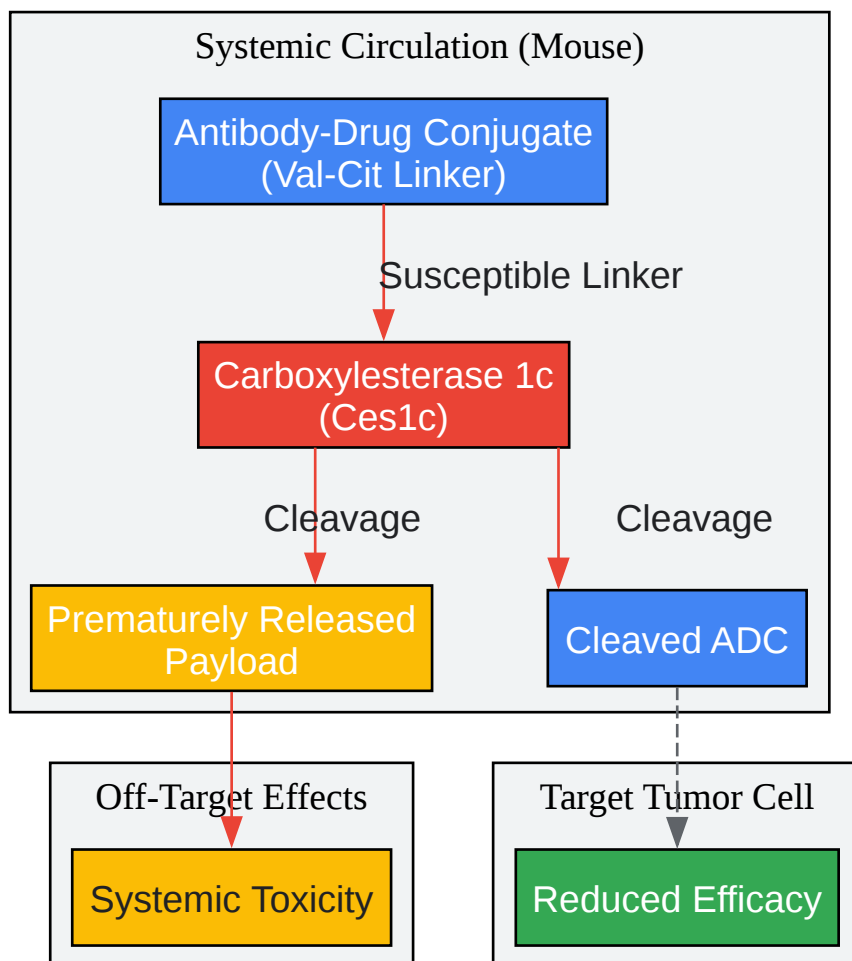 Systemic Circulation (Mouse)
Antibody-Drug Conjugate
(Val-Cit Linker)
Susceptible Linker
Carboxylesterase 1c
(Ces1c)
Cleavage
Cleavage
Prematurely Released
Payload
Cleaved ADC
Off-Target Effects
Target Tumor Cell
Systemic Toxicity
Reduced Efficacy